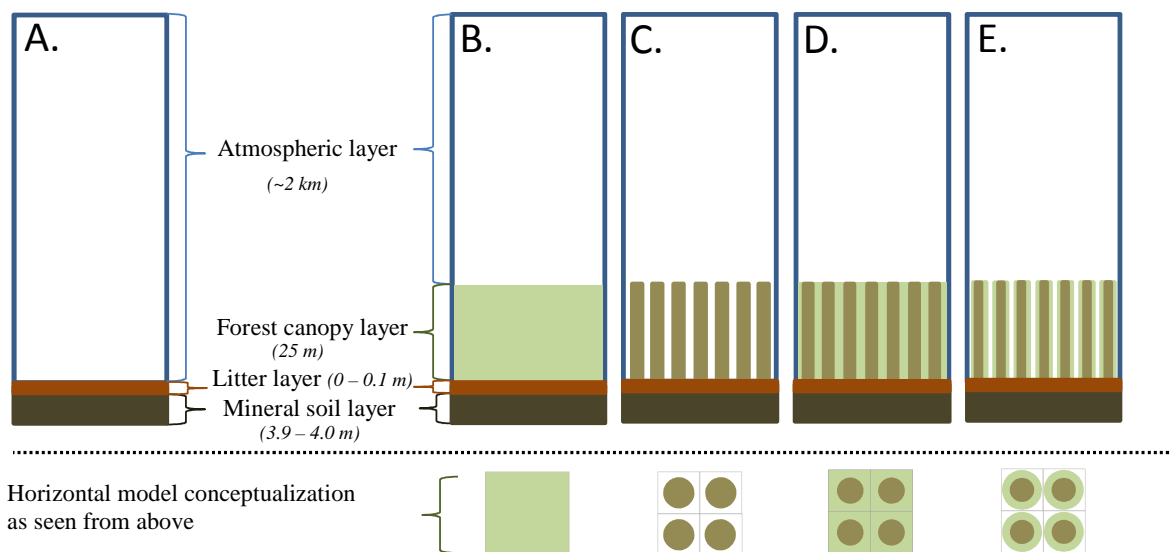 A.
B.
C.
D.
E.
Atmospheric layer
(~2 km)
Forest canopy layer
(25 m)
Litter layer (0 – 0.1 m)
Mineral soil layer
(3.9 – 4.0 m)
Horizontal model conceptualization
as seen from above